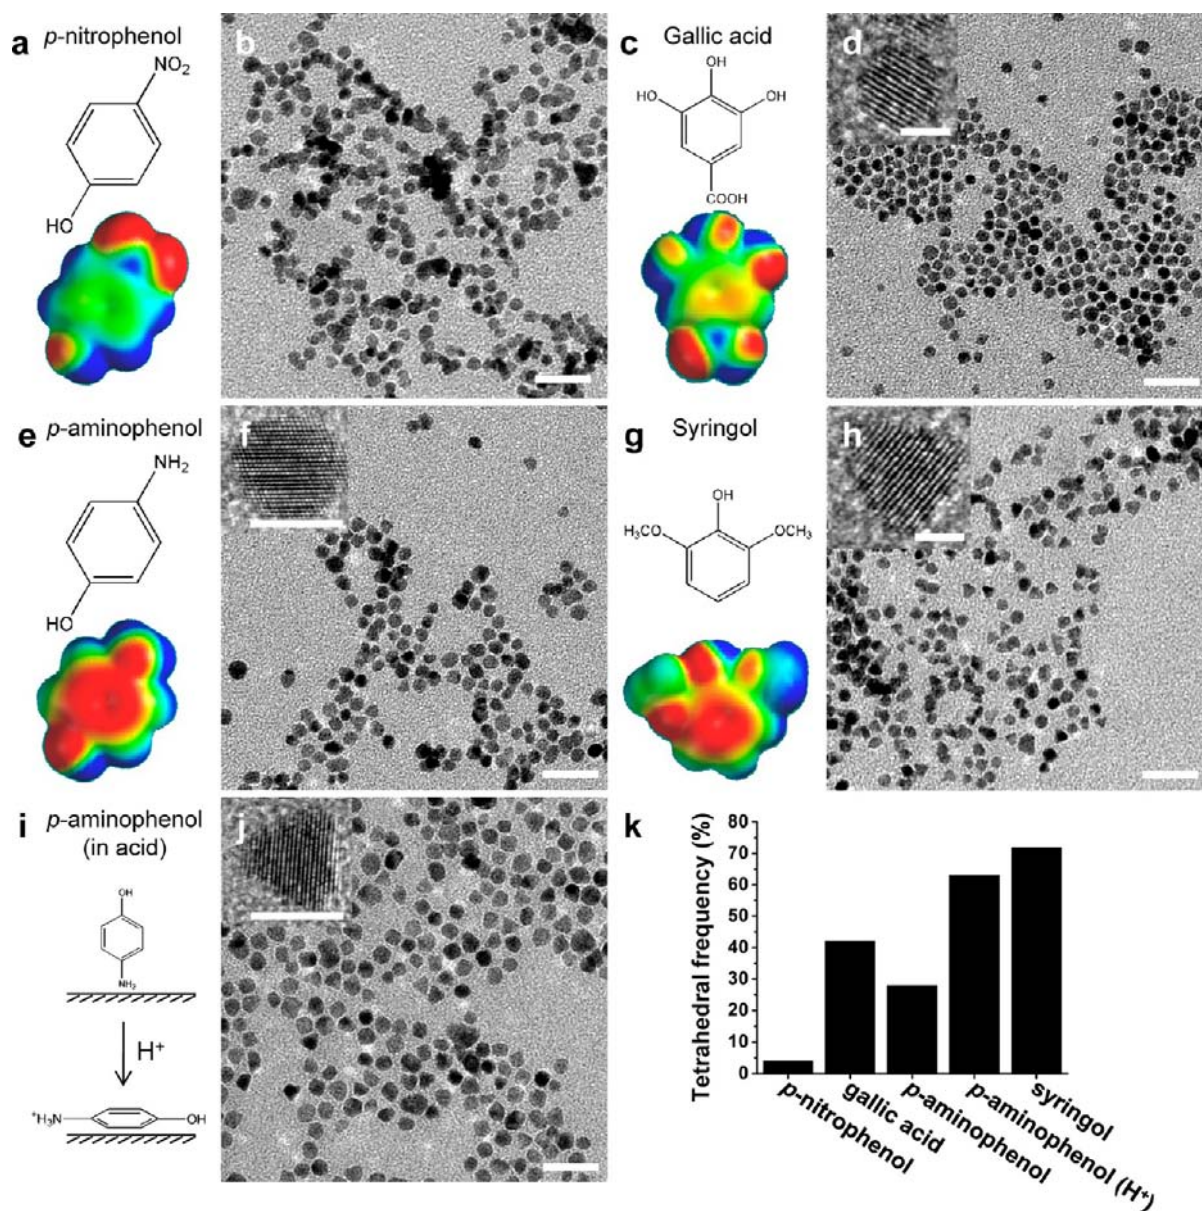 a p-nitrophenol
NO₂
HO
b
c Gallic acid
OH
HO OH
COOH
d
e p-aminophenol
NH₂
HO
f
g Syringol
OH
H₃CO OCH₃
h
i p-aminophenol
(in acid)
OH
NH₂
H⁺
⁺H₃N OH
j
k
Tetrahedral frequency (%)
80
70
60
50
40
30
20
10
0
p-nitrophenol
gallic acid
p-aminophenol
p-aminophenol (H⁺)
syringol